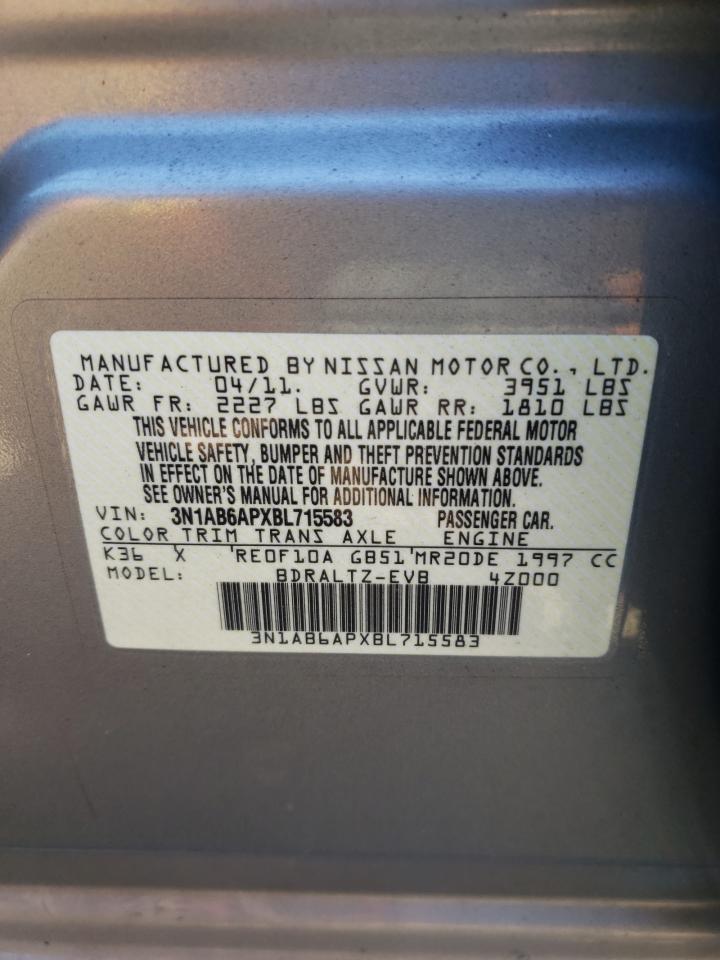 MANUFACTURED BY NISSAN MOTOR CO., LTD.
DATE: 04/11. GVWR: 3951 LBS
GAWR FR: 2227 LBS GAWR RR: 1810 LBS
THIS VEHICLE CONFORMS TO ALL APPLICABLE FEDERAL MOTOR
VEHICLE SAFETY, BUMPER AND THEFT PREVENTION STANDARDS
IN EFFECT ON THE DATE OF MANUFACTURE SHOWN ABOVE.
SEE OWNER'S MANUAL FOR ADDITIONAL INFORMATION.
VIN: 3N1AB6APXBL715583 PASSENGER CAR.
COLOR TRIM TRANS AXLE ENGINE
K36 X 'RE0F10A GB51'MR20DE 1997 CC
MODEL: BDRALTZ-EVB 4Z000
3N1AB6APXBL715583